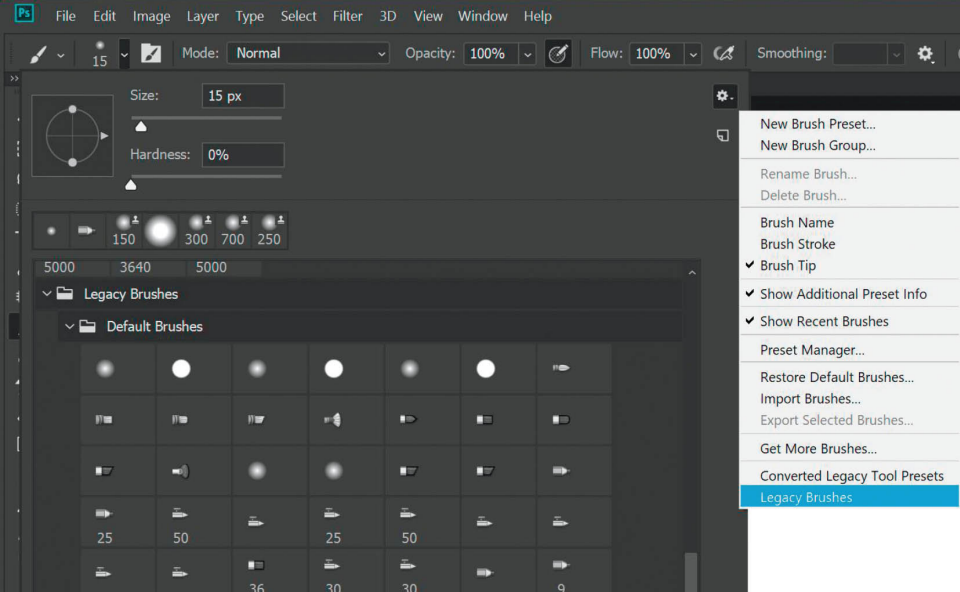 Ps File Edit Image Layer Type Select Filter 3D View Window Help
15 Mode: Normal Opacity: 100% Flow: 100% Smoothing:
Size: 15 px
Hardness: 0%
150 300 700 250
5000 3640 5000
Legacy Brushes
Default Brushes
25 50 25 50
36 30 30 9
New Brush Preset...
New Brush Group...
Rename Brush...
Delete Brush...
Brush Name
Brush Stroke
Brush Tip
Show Additional Preset Info
Show Recent Brushes
Preset Manager...
Restore Default Brushes...
Import Brushes...
Export Selected Brushes...
Get More Brushes...
Converted Legacy Tool Presets
Legacy Brushes